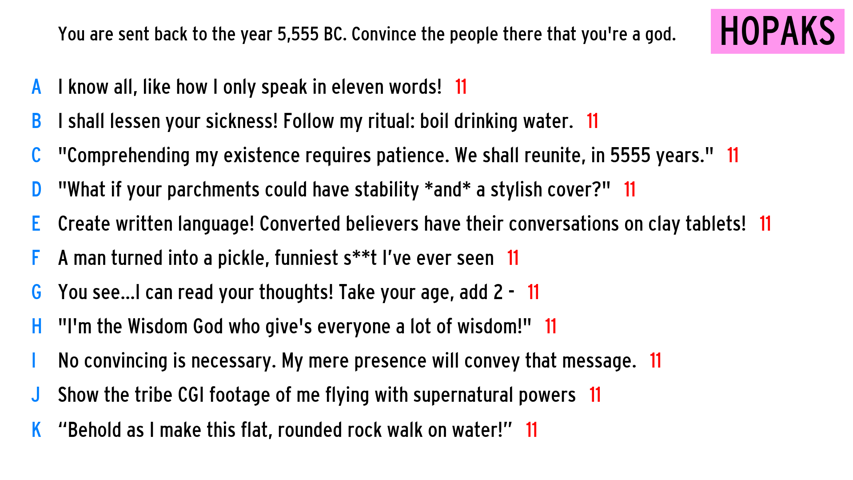 You are sent back to the year 5,555 BC. Convince the people there that you're a god.
HOPAKS
A I know all, like how I only speak in eleven words! 11
B I shall lessen your sickness! Follow my ritual: boil drinking water. 11
C "Comprehending my existence requires patience. We shall reunite, in 5555 years." 11
D "What if your parchments could have stability *and* a stylish cover?" 11
E Create written language! Converted believers have their conversations on clay tablets! 11
F A man turned into a pickle, funniest s**t I’ve ever seen 11
G You see...I can read your thoughts! Take your age, add 2 - 11
H "I'm the Wisdom God who give's everyone a lot of wisdom!" 11
I No convincing is necessary. My mere presence will convey that message. 11
J Show the tribe CGI footage of me flying with supernatural powers 11
K “Behold as I make this flat, rounded rock walk on water!” 11